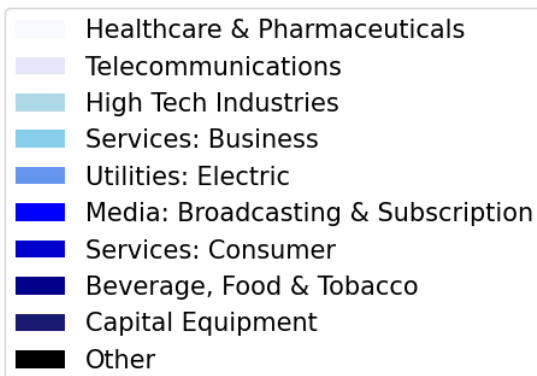 Healthcare & Pharmaceuticals
Telecommunications
High Tech Industries
Services: Business
Utilities: Electric
Media: Broadcasting & Subscription
Services: Consumer
Beverage, Food & Tobacco
Capital Equipment
Other